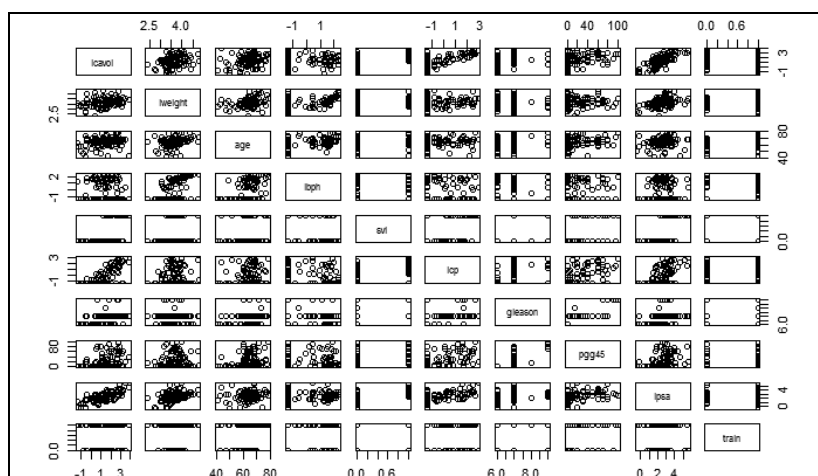 2.5 4.0 -1 1 -1 1 3 0 40 100 0.0 0.6
lcavol -1 3
2.5 lweight
age 40 80
-1 2 lbph
svi 0.0
-1 3 lcp
gleason 6.0
0 80 pgg45
lpsa 0 4
0.0 train
-1 1 3 40 60 80 0.0 0.6 6.0 8.0 0 2 4